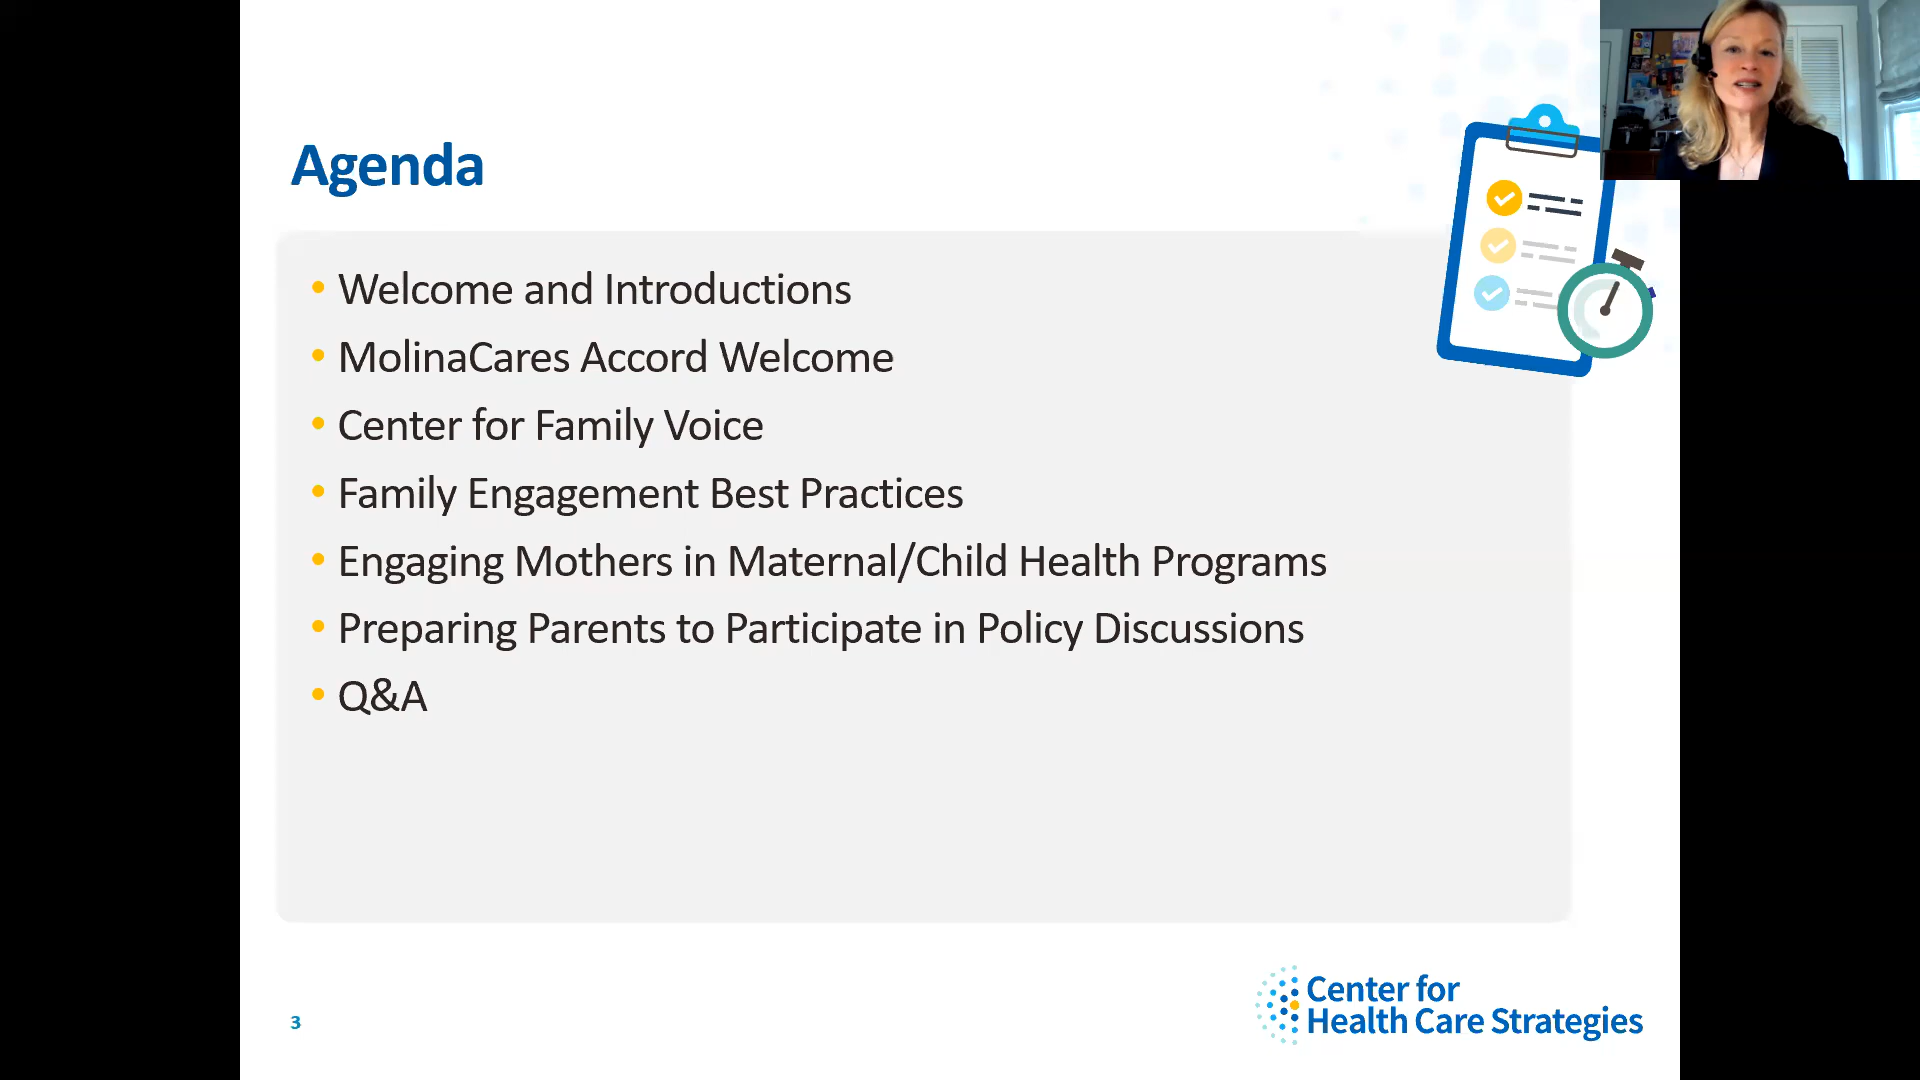 Agenda
• Welcome and Introductions
• MolinaCares Accord Welcome
• Center for Family Voice
• Family Engagement Best Practices
• Engaging Mothers in Maternal/Child Health Programs
• Preparing Parents to Participate in Policy Discussions
• Q&A
3
Center for
Health Care Strategies